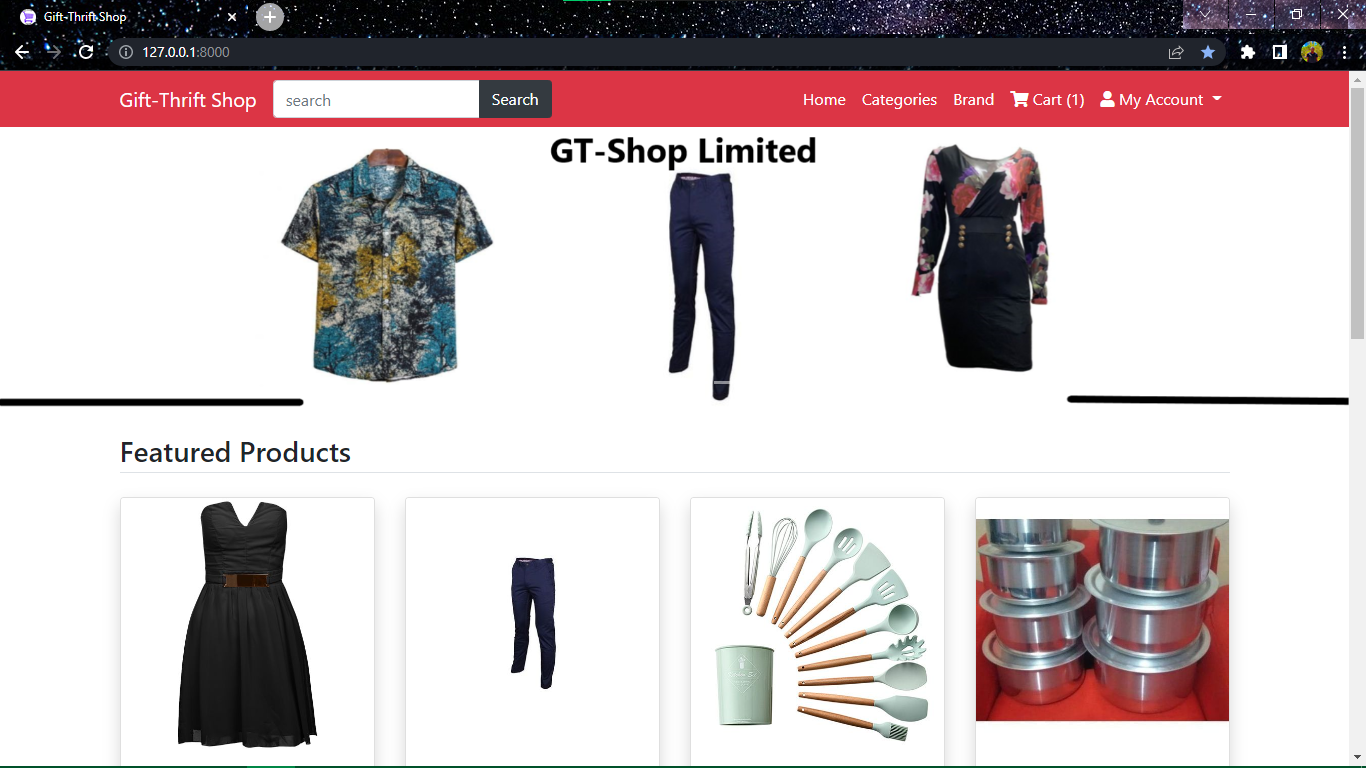 Gift-Thrift Shop
127.0.0.1:8000
Gift-Thrift Shop search Search Home Categories Brand Cart (1) My Account
GT-Shop Limited
Featured Products